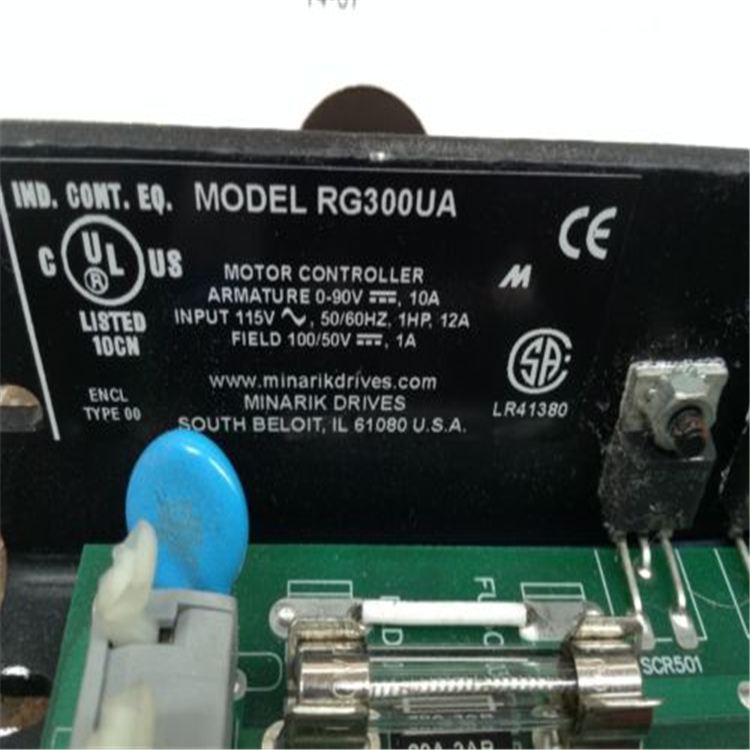 IND. CONT. EQ.
MODEL RG300UA
C UL US
R
LISTED
10CN
ENCL
TYPE 00
MOTOR CONTROLLER
ARMATURE 0-90V ⎓, 10A
INPUT 115V ∿, 50/60HZ, 1HP, 12A
FIELD 100/50V ⎓, 1A
www.minarikdrives.com
MINARIK DRIVES
SOUTH BELOIT, IL 61080 U.S.A.
CE
M
SA
LR41380
SCR501